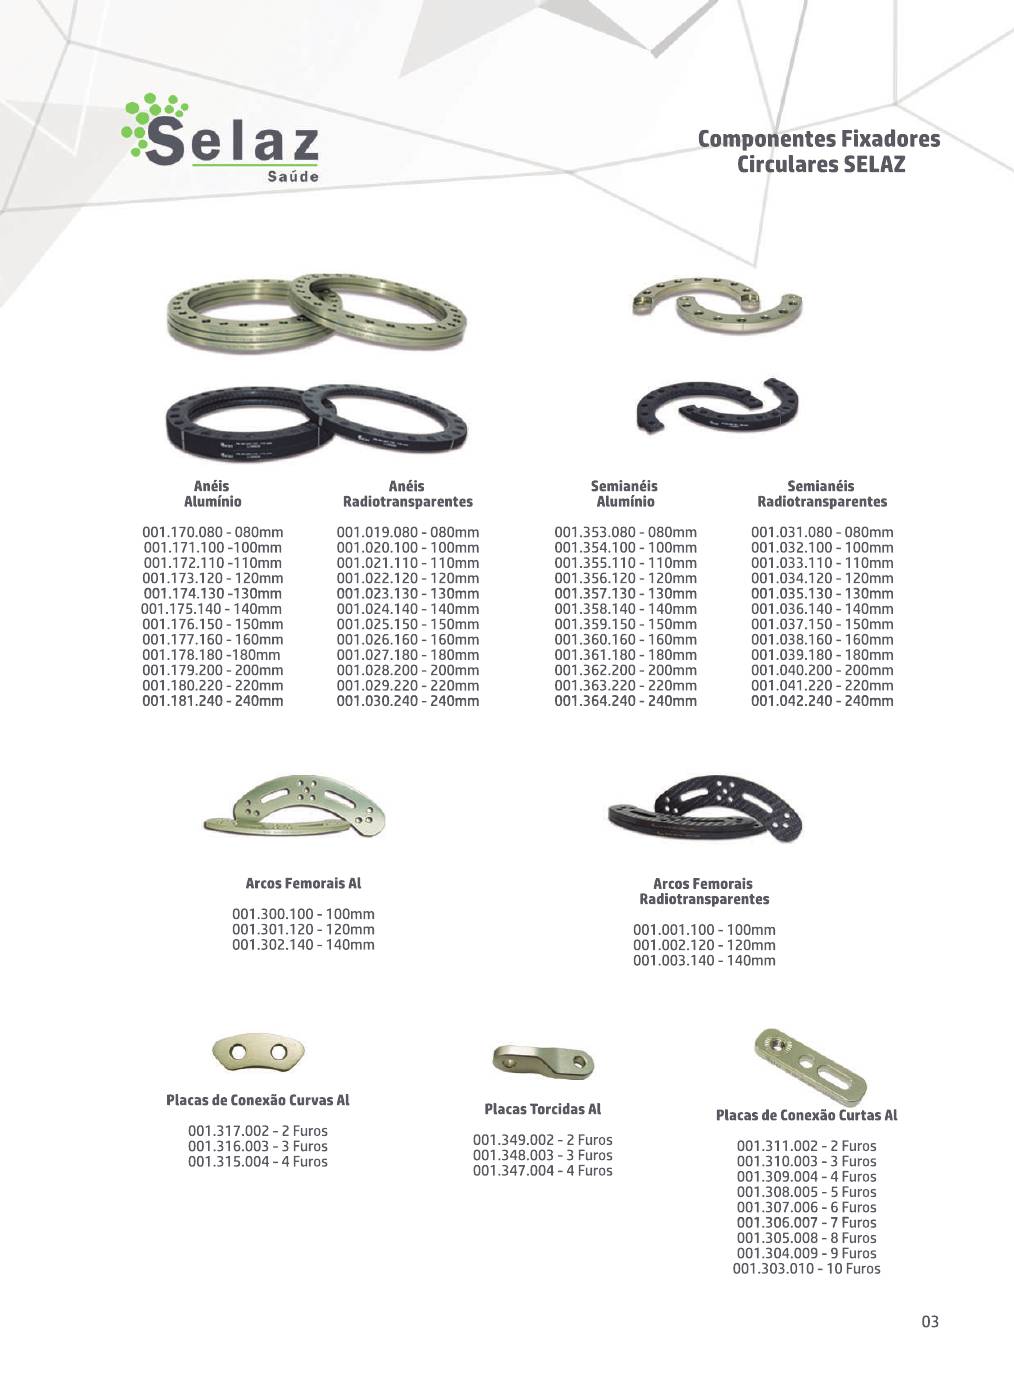 Selaz
Saúde
Componentes Fixadores
Circulares SELAZ
Anéis
Alumínio
001.170.080 - 080mm
001.171.100 -100mm
001.172.110 -110mm
001.173.120 - 120mm
001.174.130 -130mm
001.175.140 - 140mm
001.176.150 - 150mm
001.177.160 - 160mm
001.178.180 -180mm
001.179.200 - 200mm
001.180.220 - 220mm
001.181.240 - 240mm
Anéis
Radiotransparentes
001.019.080 - 080mm
001.020.100 - 100mm
001.021.110 - 110mm
001.022.120 - 120mm
001.023.130 - 130mm
001.024.140 - 140mm
001.025.150 - 150mm
001.026.160 - 160mm
001.027.180 - 180mm
001.028.200 - 200mm
001.029.220 - 220mm
001.030.240 - 240mm
Semianéis
Alumínio
001.353.080 - 080mm
001.354.100 - 100mm
001.355.110 - 110mm
001.356.120 - 120mm
001.357.130 - 130mm
001.358.140 - 140mm
001.359.150 - 150mm
001.360.160 - 160mm
001.361.180 - 180mm
001.362.200 - 200mm
001.363.220 - 220mm
001.364.240 - 240mm
Semianéis
Radiotransparentes
001.031.080 - 080mm
001.032.100 - 100mm
001.033.110 - 110mm
001.034.120 - 120mm
001.035.130 - 130mm
001.036.140 - 140mm
001.037.150 - 150mm
001.038.160 - 160mm
001.039.180 - 180mm
001.040.200 - 200mm
001.041.220 - 220mm
001.042.240 - 240mm
Arcos Femorais Al
001.300.100 - 100mm
001.301.120 - 120mm
001.302.140 - 140mm
Arcos Femorais
Radiotransparentes
001.001.100 - 100mm
001.002.120 - 120mm
001.003.140 - 140mm
Placas de Conexão Curvas Al
001.317.002 - 2 Furos
001.316.003 - 3 Furos
001.315.004 - 4 Furos
Placas Torcidas Al
001.349.002 - 2 Furos
001.348.003 - 3 Furos
001.347.004 - 4 Furos
Placas de Conexão Curtas Al
001.311.002 - 2 Furos
001.310.003 - 3 Furos
001.309.004 - 4 Furos
001.308.005 - 5 Furos
001.307.006 - 6 Furos
001.306.007 - 7 Furos
001.305.008 - 8 Furos
001.304.009 - 9 Furos
001.303.010 - 10 Furos
03